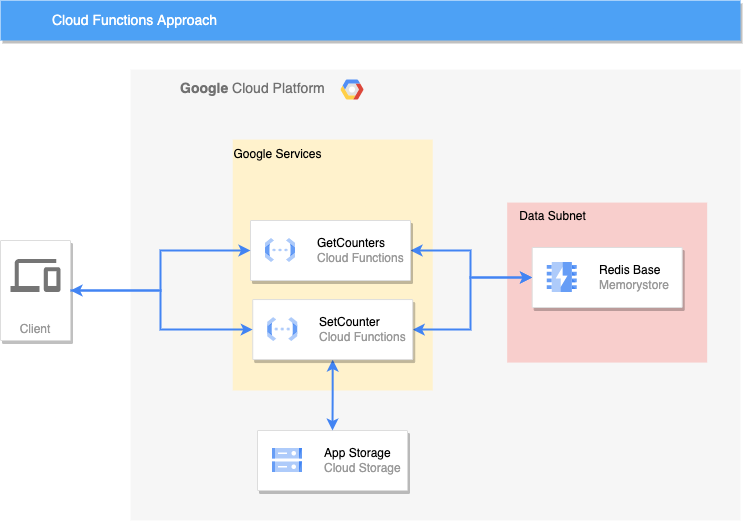 Cloud Functions Approach
Google Cloud Platform
Google Services
Data Subnet
GetCounters
Cloud Functions
Redis Base
Memorystore
SetCounter
Cloud Functions
Client
App Storage
Cloud Storage